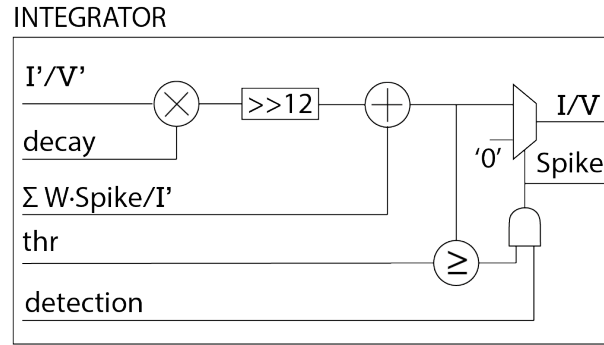 INTEGRATOR
I'/V'
>>12
I/V
decay
'0'
Spike
Σ W·Spike/I'
thr
≥
detection